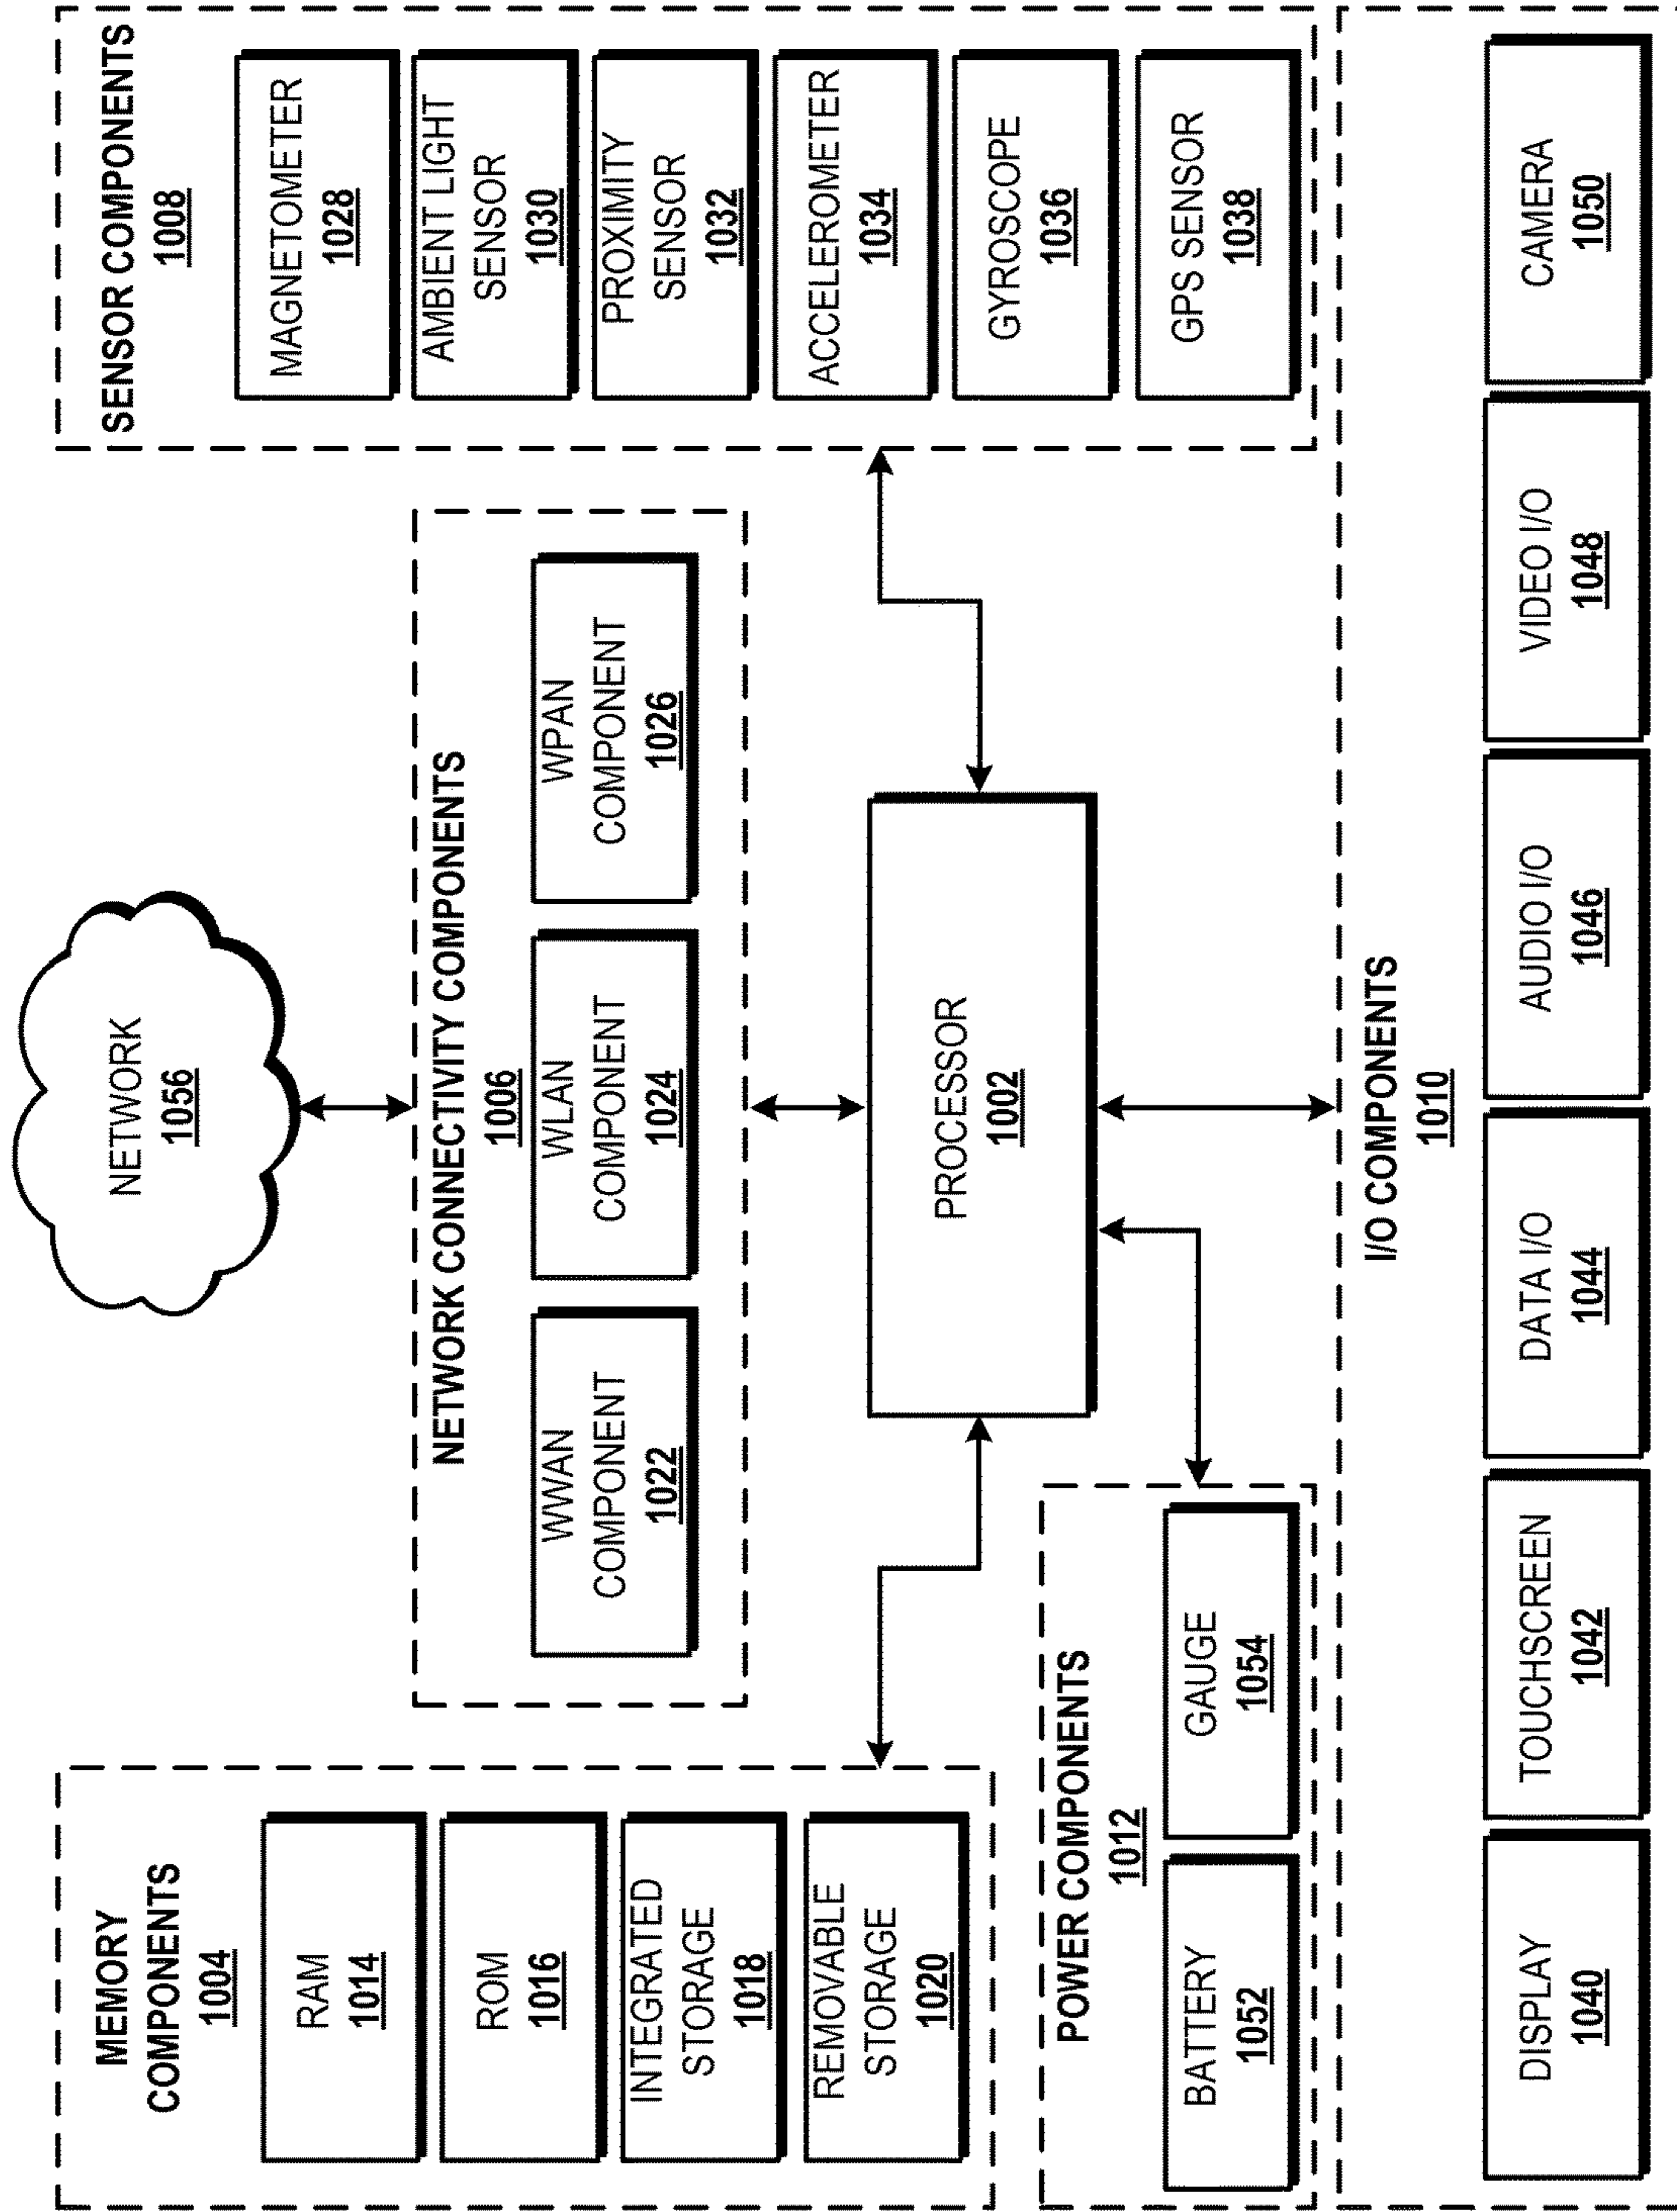 NETWORK
1056
MEMORY
COMPONENTS
1004
RAM
1014
ROM
1016
INTEGRATED
STORAGE
1018
REMOVABLE
STORAGE
1020
NETWORK CONNECTIVITY COMPONENTS
1006
WWAN
COMPONENT
1022
WLAN
COMPONENT
1024
WPAN
COMPONENT
1026
SENSOR COMPONENTS
1008
MAGNETOMETER
1028
AMBIENT LIGHT
SENSOR
1030
PROXIMITY
SENSOR
1032
ACCELEROMETER
1034
GYROSCOPE
1036
GPS SENSOR
1038
PROCESSOR
1002
POWER COMPONENTS
1012
BATTERY
1052
GAUGE
1054
I/O COMPONENTS
1010
DISPLAY
1040
TOUCHSCREEN
1042
DATA I/O
1044
AUDIO I/O
1046
VIDEO I/O
1048
CAMERA
1050